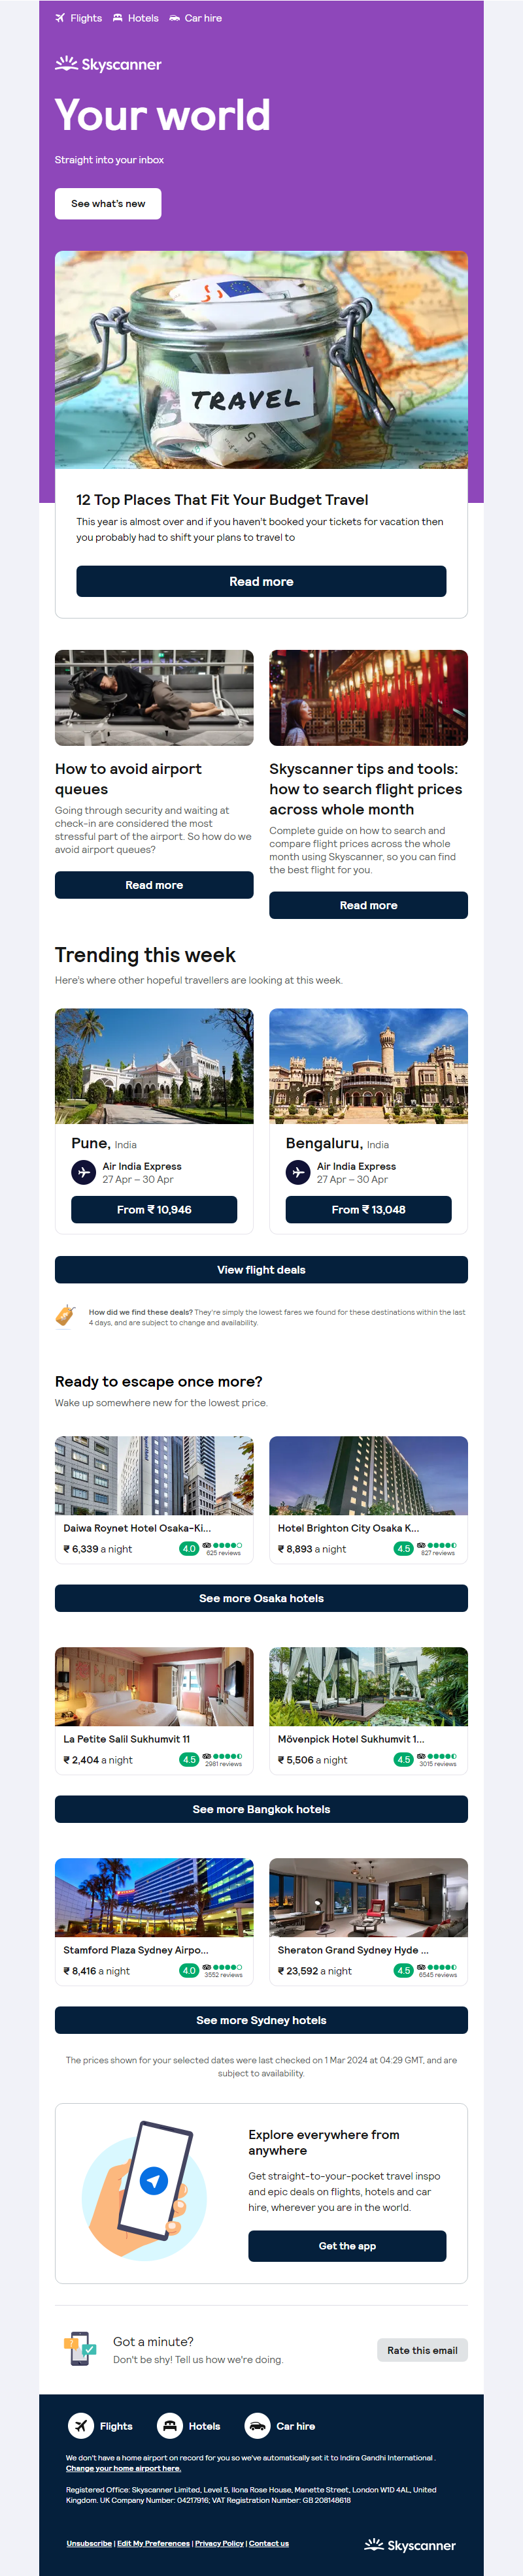 Flights Hotels Car hire
Skyscanner
Your world
Straight into your inbox
See what's new
TRAVEL
5
12 Top Places That Fit Your Budget Travel
This year is almost over and if you haven't booked your tickets for vacation then
you probably had to shift your plans to travel to
Read more
How to avoid airport
queues
Going through security and waiting at
check-in are considered the most
stressful part of the airport. So how do we
avoid airport queues?
Read more
Skyscanner tips and tools:
how to search flight prices
across whole month
Complete guide on how to search and
compare flight prices across the whole
month using Skyscanner, so you can find
the best flight for you.
Read more
Trending this week
Here's where other hopeful travellers are looking at this week.
Pune, India
Air India Express
27 Apr – 30 Apr
From ₹ 10,946
Bengaluru, India
Air India Express
27 Apr – 30 Apr
From ₹ 13,048
View flight deals
How did we find these deals? They're simply the lowest fares we found for these destinations within the last
4 days, and are subject to change and availability.
Ready to escape once more?
Wake up somewhere new for the lowest price.
Daiwa Roynet Hotel Osaka-Ki...
₹ 6,339 a night
4.0
625 reviews
Hotel Brighton City Osaka K...
₹ 8,893 a night
4.5
827 reviews
See more Osaka hotels
La Petite Salil Sukhumvit 11
₹ 2,404 a night
4.5
2981 reviews
Mövenpick Hotel Sukhumvit 1...
₹ 5,506 a night
4.5
3015 reviews
See more Bangkok hotels
Stamford Plaza Sydney Airpo...
₹ 8,416 a night
4.0
3552 reviews
Sheraton Grand Sydney Hyde ...
₹ 23,592 a night
4.5
6545 reviews
See more Sydney hotels
The prices shown for your selected dates were last checked on 1 Mar 2024 at 04:29 GMT, and are
subject to availability.
Explore everywhere from
anywhere
Get straight-to-your-pocket travel inspo
and epic deals on flights, hotels and car
hire, wherever you are in the world.
Get the app
Got a minute?
Don't be shy! Tell us how we're doing.
Rate this email
Flights Hotels Car hire
We don't have a home airport on record for you so we've automatically set it to Indira Gandhi International .
Change your home airport here.
Registered Office: Skyscanner Limited, Level 5, Ilona Rose House, Manette Street, London W1D 4AL, United
Kingdom. UK Company Number: 04217916; VAT Registration Number: GB 208148618
Unsubscribe | Edit My Preferences | Privacy Policy | Contact us
Skyscanner